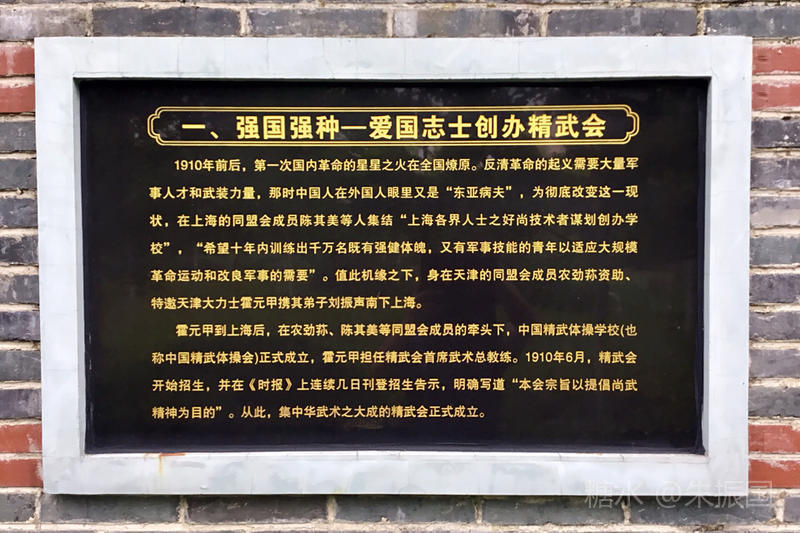 一、强国强种—爱国志士创办精武会
1910年前后，第一次国内革命的星星之火在全国燎原。反清革命的起义需要大量军
事人才和武装力量，那时中国人在外国人眼里又是“东亚病夫”，为彻底改变这一现
状，在上海的同盟会成员陈其美等人集结“上海各界人士之好尚技术者谋划创办学
校”，“希望十年内训练出千万名既有强健体魄，又有军事技能的青年以适应大规模
革命运动和改良军事的需要”。值此机缘之下，身在天津的同盟会成员农劲荪资助、
特邀天津大力士霍元甲携其弟子刘振声南下上海。
霍元甲到上海后，在农劲荪、陈其美等同盟会成员的牵头下，中国精武体操学校(也
称中国精武体操会)正式成立，霍元甲担任精武会首席武术总教练。1910年6月，精武会
开始招生，并在《时报》上连续几日刊登招生告示，明确写道“本会宗旨以提倡尚武
精神为目的”。从此，集中华武术之大成的精武会正式成立。
糖水 @朱振国